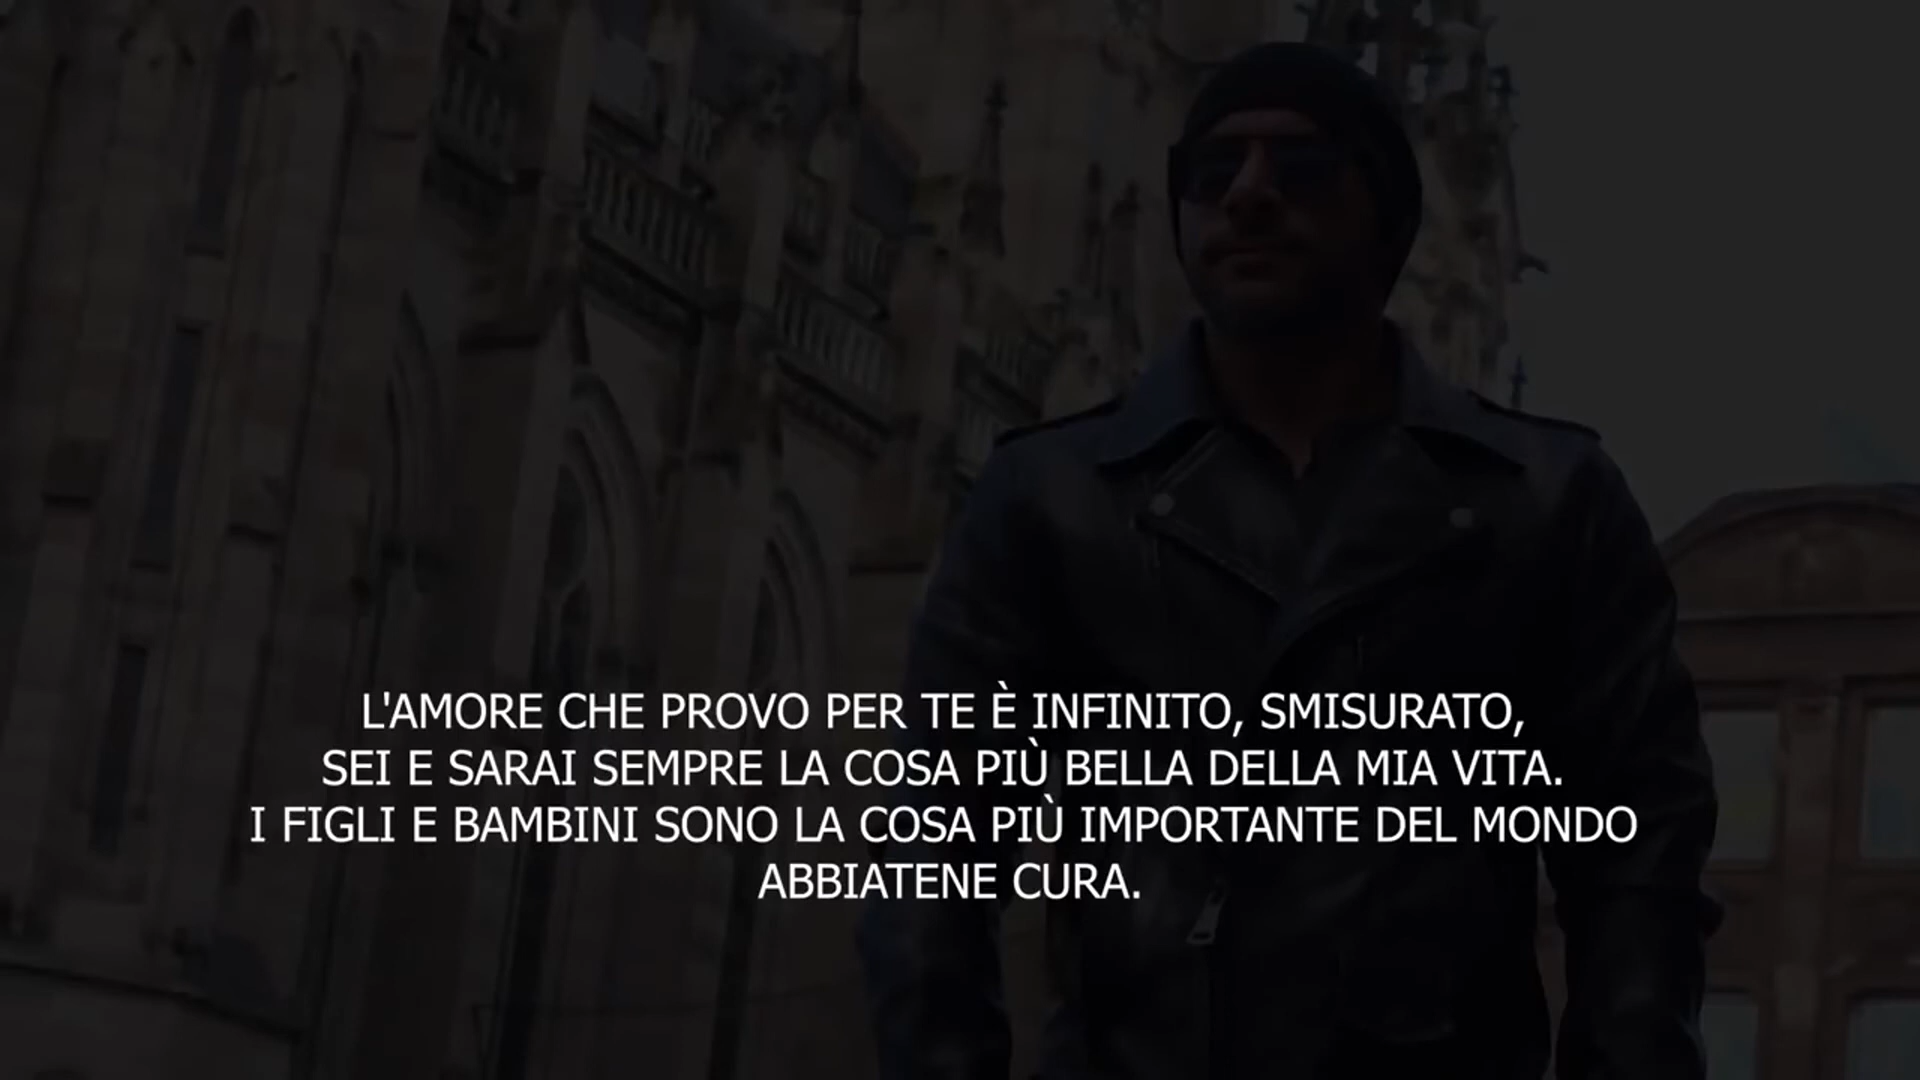 L'AMORE CHE PROVO PER TE È INFINITO, SMISURATO,
SEI E SARAI SEMPRE LA COSA PIÙ BELLA DELLA MIA VITA.
I FIGLI E BAMBINI SONO LA COSA PIÙ IMPORTANTE DEL MONDO
ABBIATENE CURA.